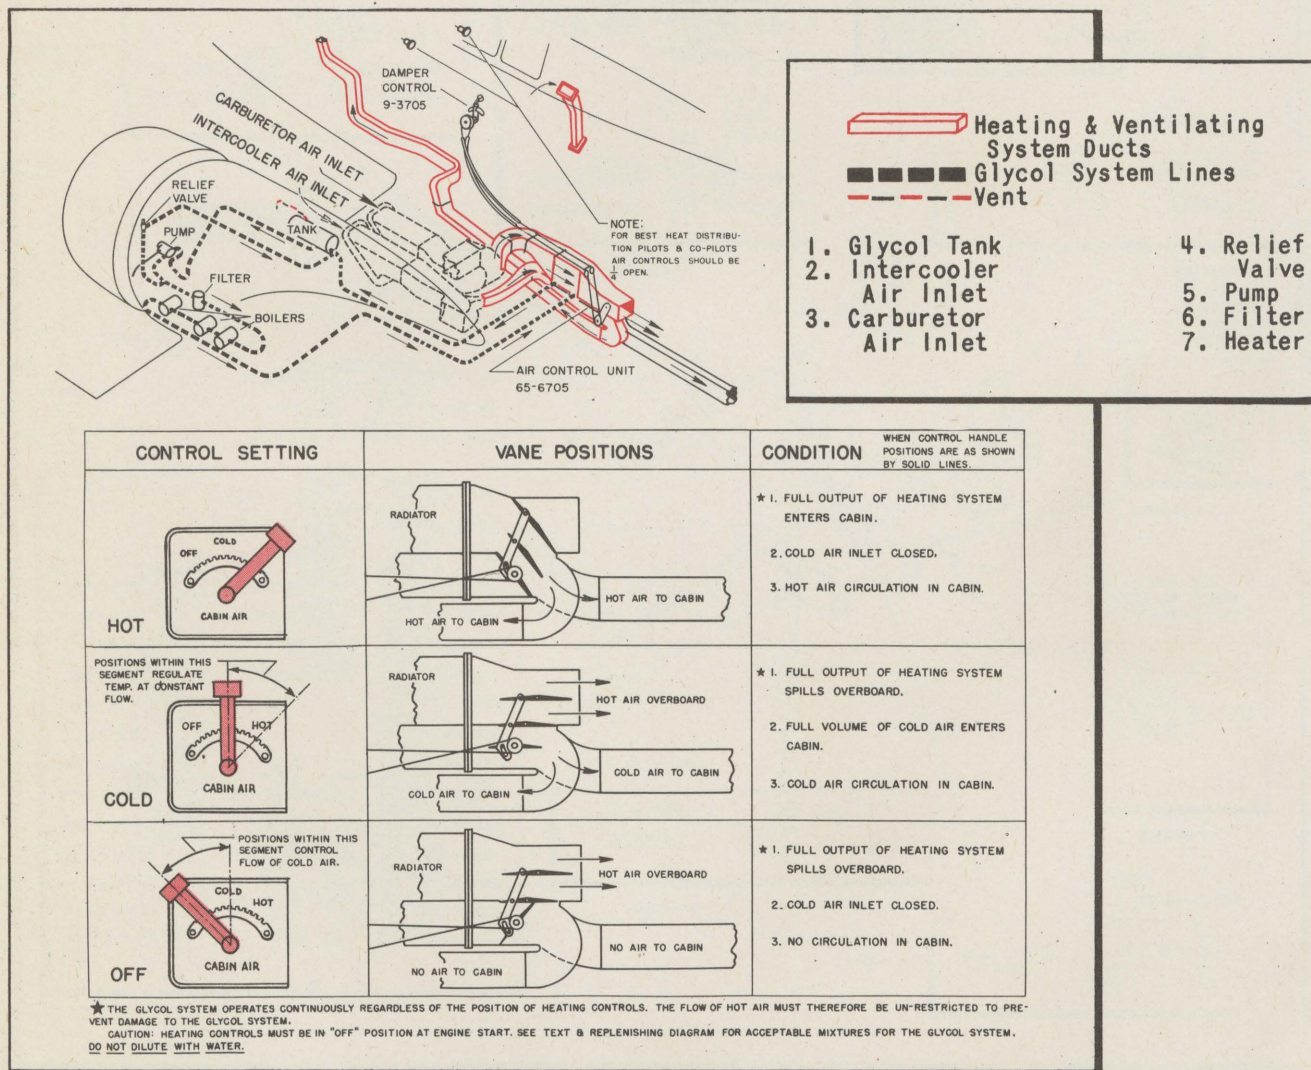 DAMPER
CONTROL
9-3705
CARBURETOR AIR INLET
INTERCOOLER AIR INLET
RELIEF
VALVE
PUMP
TANK
FILTER
BOILERS
NOTE:
FOR BEST HEAT DISTRIBU-
TION PILOTS & CO-PILOTS
AIR CONTROLS SHOULD BE
1/4 OPEN.
AIR CONTROL UNIT
65-6705
Heating & Ventilating
System Ducts
Glycol System Lines
Vent
1. Glycol Tank
2. Intercooler
Air Inlet
3. Carburetor
Air Inlet
4. Relief
Valve
5. Pump
6. Filter
7. Heater
CONTROL SETTING
VANE POSITIONS
CONDITION
WHEN CONTROL HANDLE
POSITIONS ARE AS SHOWN
BY SOLID LINES.
COLD
OFF
CABIN AIR
HOT
RADIATOR
HOT AIR TO CABIN
HOT AIR TO CABIN
★ 1. FULL OUTPUT OF HEATING SYSTEM
ENTERS CABIN.
2. COLD AIR INLET CLOSED.
3. HOT AIR CIRCULATION IN CABIN.
POSITIONS WITHIN THIS
SEGMENT REGULATE
TEMP. AT CONSTANT
FLOW.
OFF
HOT
CABIN AIR
COLD
RADIATOR
HOT AIR OVERBOARD
COLD AIR TO CABIN
COLD AIR TO CABIN
★ 1. FULL OUTPUT OF HEATING SYSTEM
SPILLS OVERBOARD.
2. FULL VOLUME OF COLD AIR ENTERS
CABIN.
3. COLD AIR CIRCULATION IN CABIN.
POSITIONS WITHIN THIS
SEGMENT CONTROL
FLOW OF COLD AIR.
COLD
HOT
CABIN AIR
OFF
RADIATOR
HOT AIR OVERBOARD
NO AIR TO CABIN
NO AIR TO CABIN
★ 1. FULL OUTPUT OF HEATING SYSTEM
SPILLS OVERBOARD.
2. COLD AIR INLET CLOSED.
3. NO CIRCULATION IN CABIN.
★ THE GLYCOL SYSTEM OPERATES CONTINUOUSLY REGARDLESS OF THE POSITION OF HEATING CONTROLS. THE FLOW OF HOT AIR MUST THEREFORE BE UN-RESTRICTED TO PRE-
VENT DAMAGE TO THE GLYCOL SYSTEM.
CAUTION: HEATING CONTROLS MUST BE IN "OFF" POSITION AT ENGINE START. SEE TEXT & REPLENISHING DIAGRAM FOR ACCEPTABLE MIXTURES FOR THE GLYCOL SYSTEM.
DO NOT DILUTE WITH WATER.